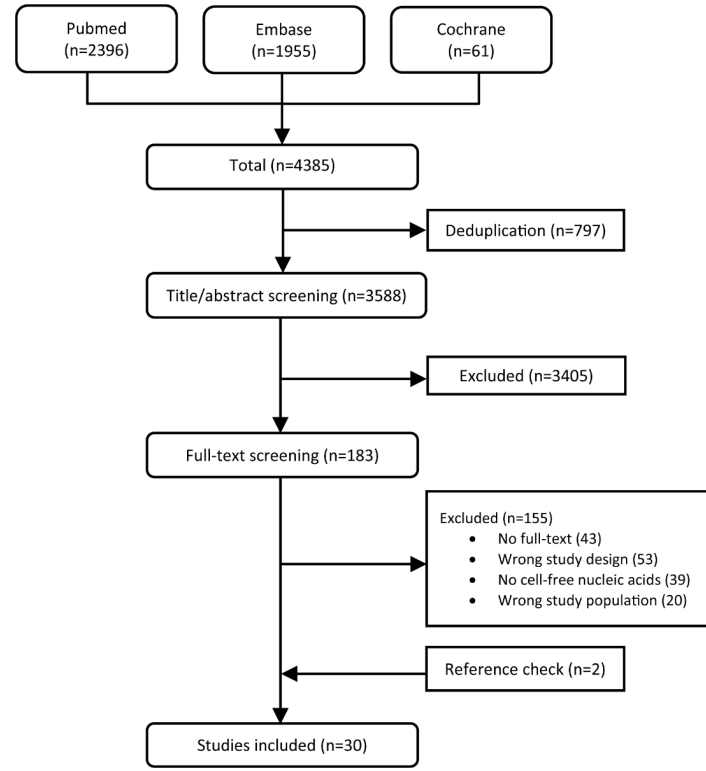 Pubmed
(n=2396)
Embase
(n=1955)
Cochrane
(n=61)
Total (n=4385)
Deduplication (n=797)
Title/abstract screening (n=3588)
Excluded (n=3405)
Full-text screening (n=183)
Excluded (n=155)
• No full-text (43)
• Wrong study design (53)
• No cell-free nucleic acids (39)
• Wrong study population (20)
Reference check (n=2)
Studies included (n=30)